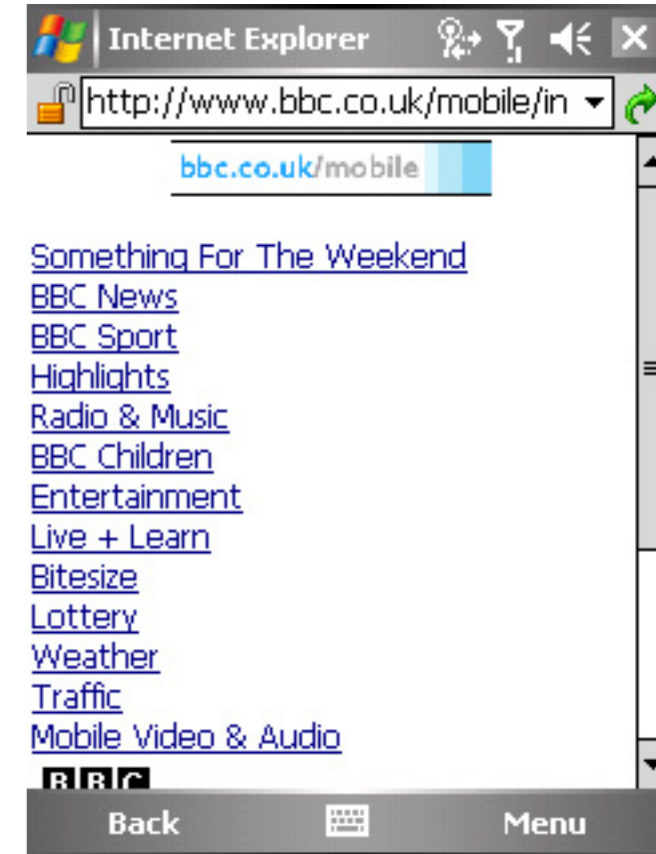 Internet Explorer
http://www.bbc.co.uk/mobile/in
bbc.co.uk/mobile
Something For The Weekend
BBC News
BBC Sport
Highlights
Radio & Music
BBC Children
Entertainment
Live + Learn
Bitesize
Lottery
Weather
Traffic
Mobile Video & Audio
BBC
Back Menu